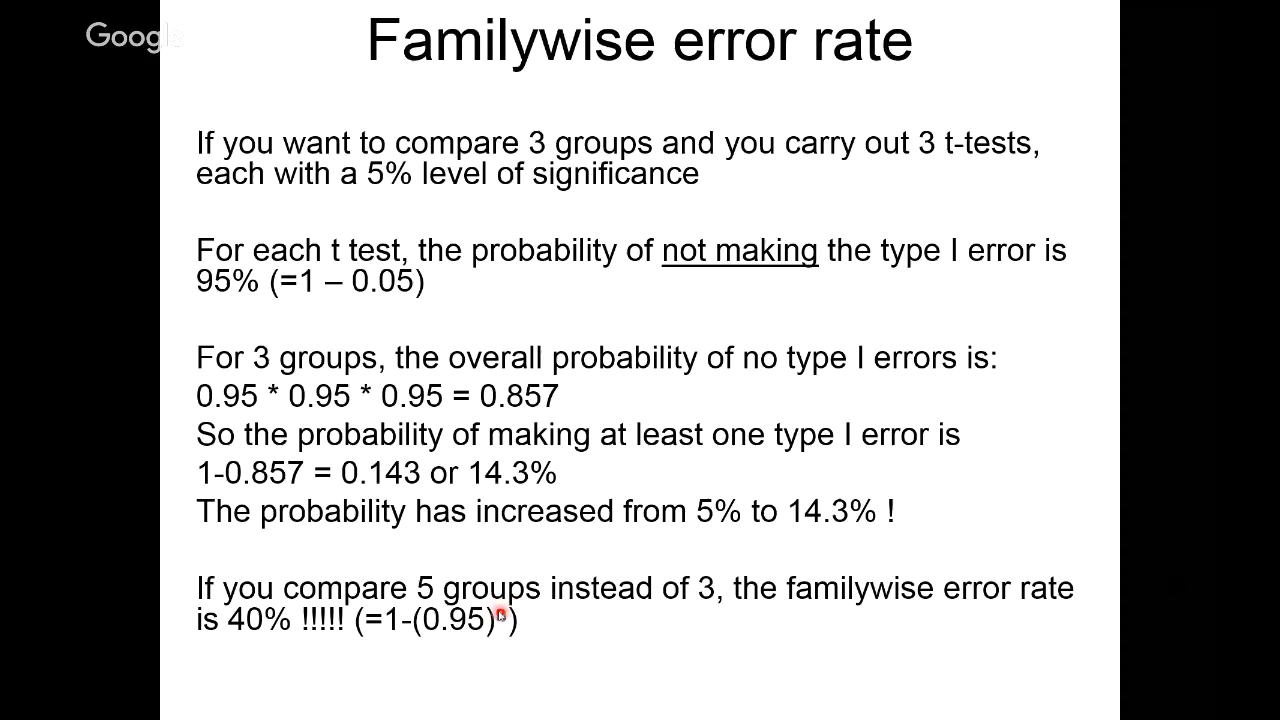 Google
Familywise error rate
If you want to compare 3 groups and you carry out 3 t-tests,
each with a 5% level of significance
For each t test, the probability of not making the type I error is
95% (=1 – 0.05)
For 3 groups, the overall probability of no type I errors is:
0.95 * 0.95 * 0.95 = 0.857
So the probability of making at least one type I error is
1-0.857 = 0.143 or 14.3%
The probability has increased from 5% to 14.3% !
If you compare 5 groups instead of 3, the familywise error rate
is 40% !!!!! (=1-(0.95) )